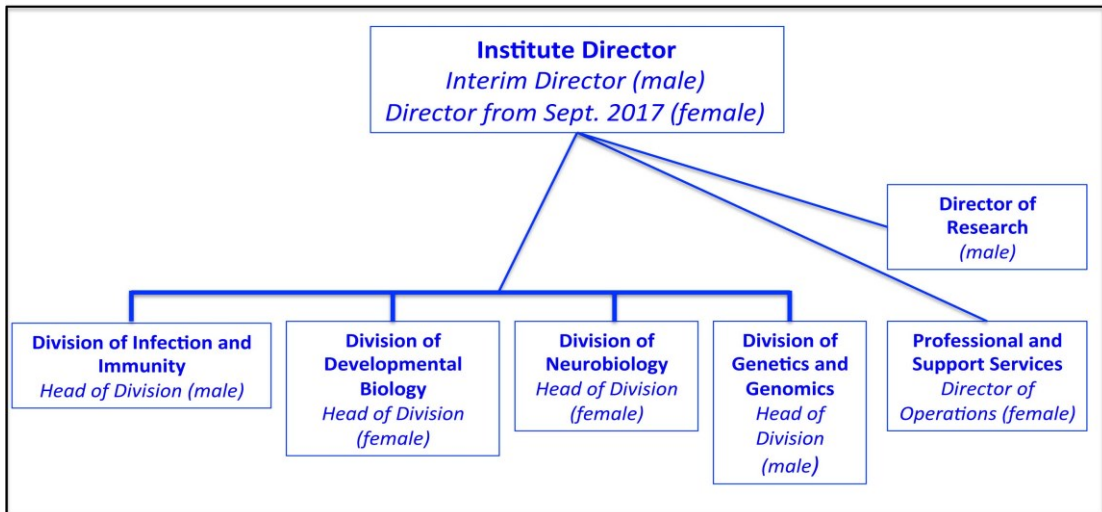 Institute Director
Interim Director (male)
Director from Sept. 2017 (female)
Director of
Research
(male)
Division of Infection and
Immunity
Head of Division (male)
Division of
Developmental
Biology
Head of Division
(female)
Division of
Neurobiology
Head of Division
(female)
Division of
Genetics and
Genomics
Head of
Division
(male)
Professional and
Support Services
Director of
Operations (female)